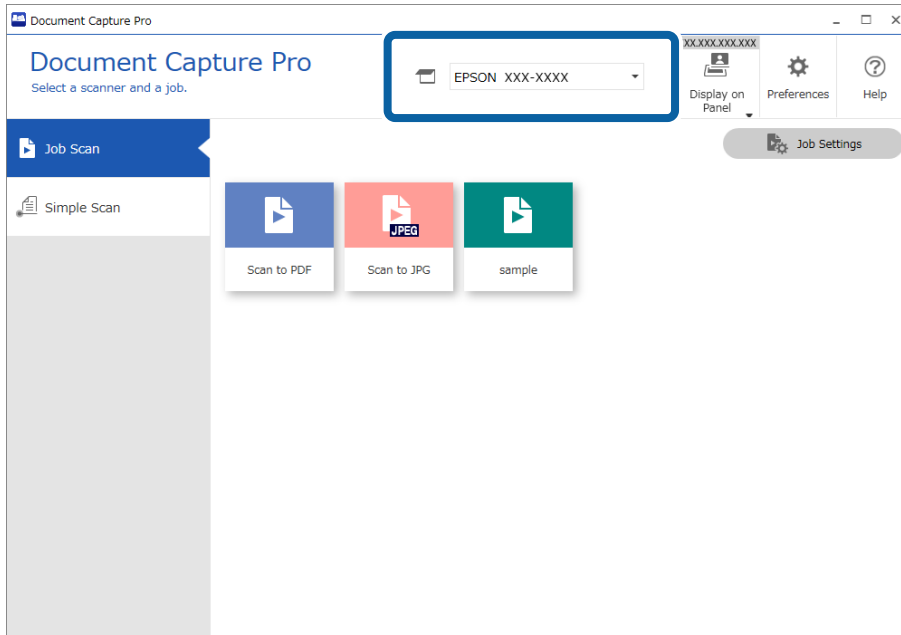 Document Capture Pro
Document Capture Pro
Select a scanner and a job.
EPSON XXX-XXXX
XX.XXX.XXX.XXX
Display on
Panel
Preferences
Help
Job Scan
Simple Scan
Job Settings
JPEG
Scan to PDF
Scan to JPG
sample